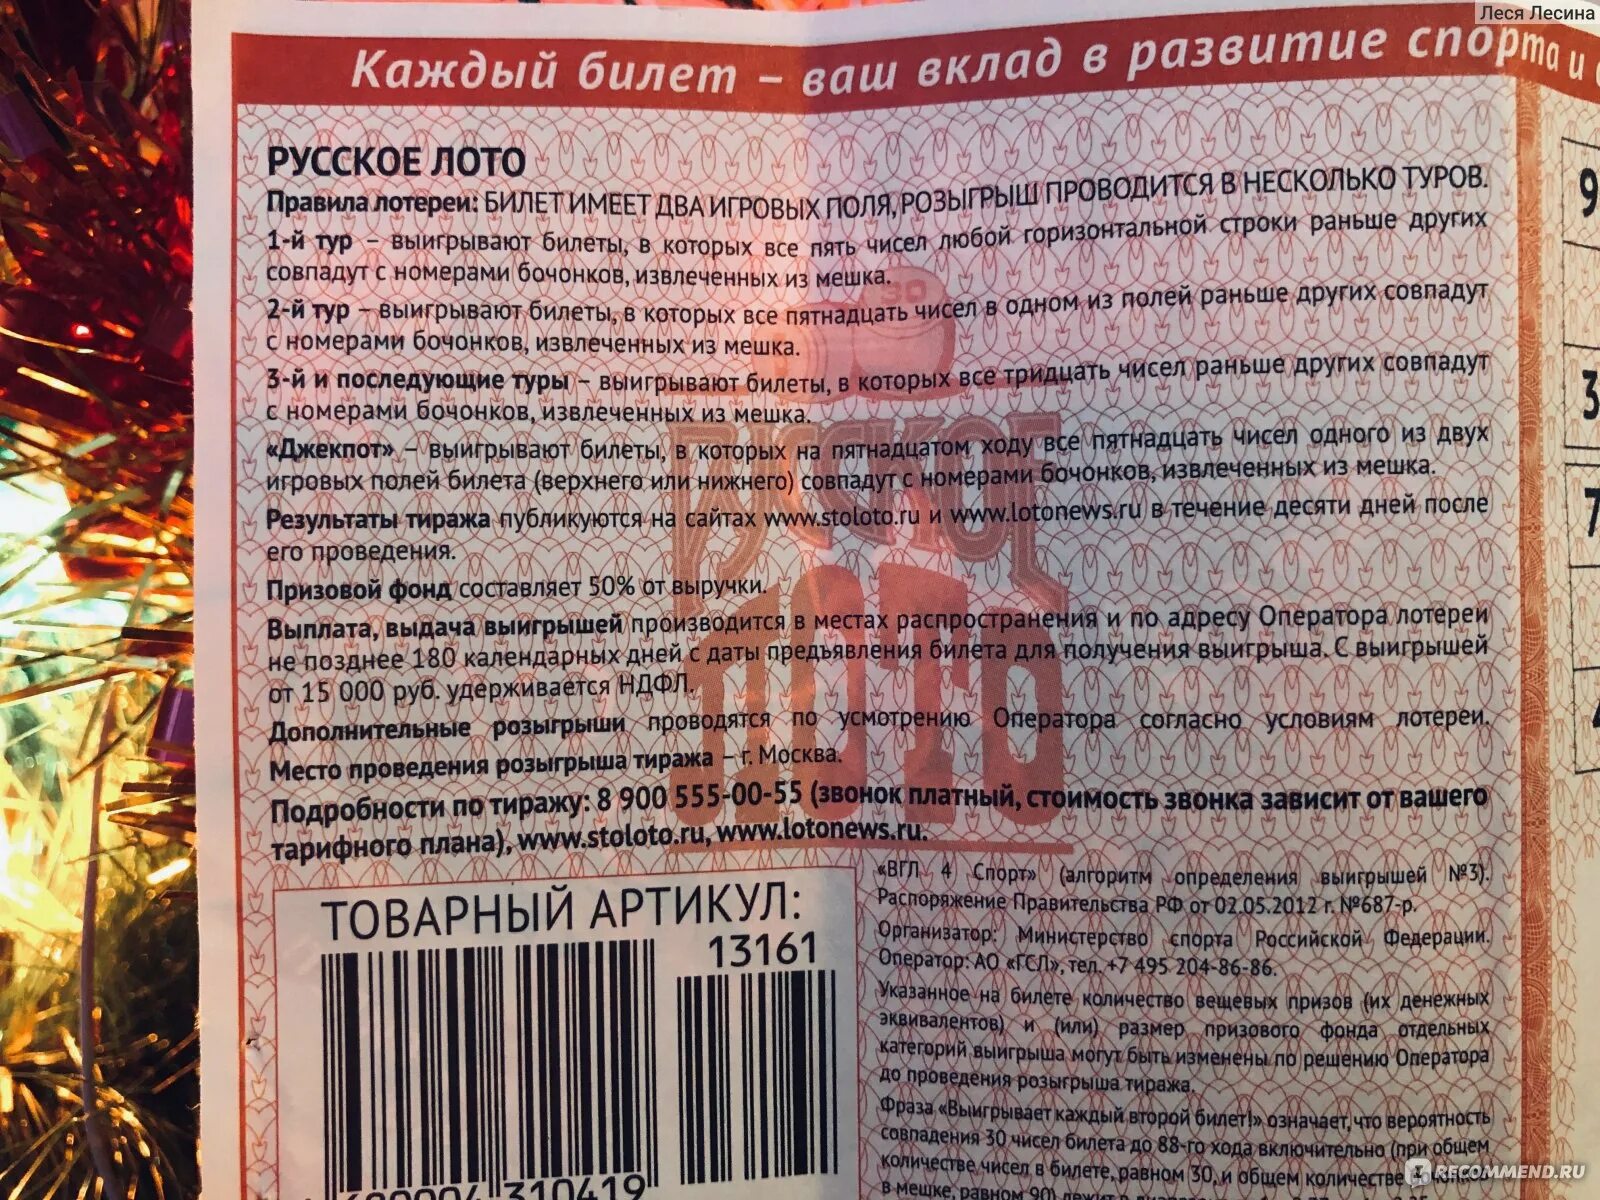 Леся Лесина
Каждый билет – ваш вклад в развитие спорта и
РУССКОЕ ЛОТО
Правила лотереи: БИЛЕТ ИМЕЕТ ДВА ИГРОВЫХ ПОЛЯ, РОЗЫГРЫШ ПРОВОДИТСЯ В НЕСКОЛЬКО ТУРОВ.
1-й тур – выигрывают билеты, в которых все пять чисел любой горизонтальной строки раньше других
совпадут с номерами бочонков, извлеченных из мешка.
2-й тур – выигрывают билеты, в которых все пятнадцать чисел в одном из полей раньше других совпадут
с номерами бочонков, извлеченных из мешка.
3-й и последующие туры – выигрывают билеты, в которых все тридцать чисел раньше других совпадут
с номерами бочонков, извлеченных из мешка.
«Джекпот» – выигрывают билеты, в которых на пятнадцатом ходу все пятнадцать чисел одного из двух
игровых полей билета (верхнего или нижнего) совпадут с номерами бочонков, извлеченных из мешка.
Результаты тиража публикуются на сайтах www.stoloto.ru и www.lotonews.ru в течение десяти дней после
его проведения.
Призовой фонд составляет 50% от выручки.
Выплата, выдача выигрышей производится в местах распространения и по адресу Оператора лотереи
не позднее 180 календарных дней с даты предъявления билета для получения выигрыша. С выигрышей
от 15 000 руб. удерживается НДФЛ.
Дополнительные розыгрыши проводятся по усмотрению Оператора согласно условиям лотереи.
Место проведения розыгрыша тиража – г. Москва.
Подробности по тиражу: 8 900 555-00-55 (звонок платный, стоимость звонка зависит от вашего
тарифного плана), www.stoloto.ru, www.lotonews.ru.
30
РУССКОЕ
ЛОТО
ТОВАРНЫЙ АРТИКУЛ:
13161
310419
«ВГЛ 4 Спорт» (алгоритм определения выигрышей №3).
Распоряжение Правительства РФ от 02.05.2012 г. №687-р.
Организатор: Министерство спорта Российской Федерации.
Оператор: АО «ГСЛ», тел. +7 495 204-86-86.
Указанное на билете количество вещевых призов (их денежных
эквивалентов) и (или) размер призового фонда отдельных
категорий выигрыша могут быть изменены по решению Оператора
до проведения розыгрыша тиража.
Фраза «Выигрывает каждый второй билет!» означает, что вероятность
совпадения 30 чисел билета до 88-го хода включительно (при общем
количестве чисел в билете, равном 30, и общем количестве
в мешке, равном 90)
9
3
7
RECOMMEND.RU